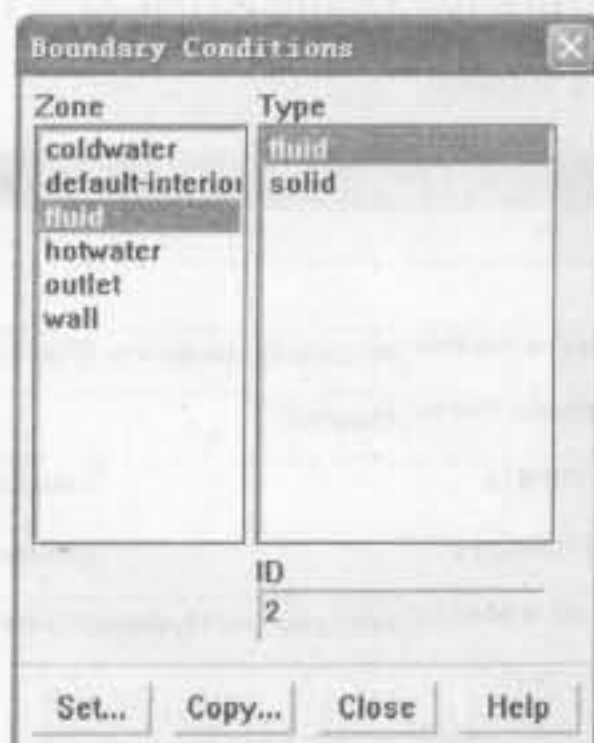 Boundary Conditions
Zone
Type
coldwater
default-interior
fluid
hotwater
outlet
wall
fluid
solid
ID
2
Set...
Copy...
Close
Help